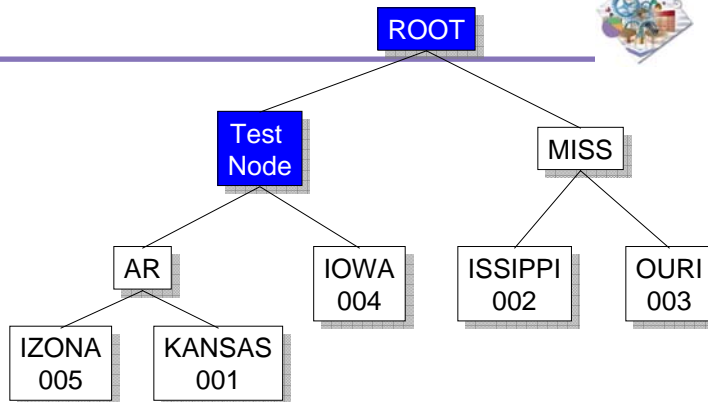 ROOT
Test
Node
MISS
AR
IOWA
004
ISSIPPI
002
OURI
003
IZONA
005
KANSAS
001